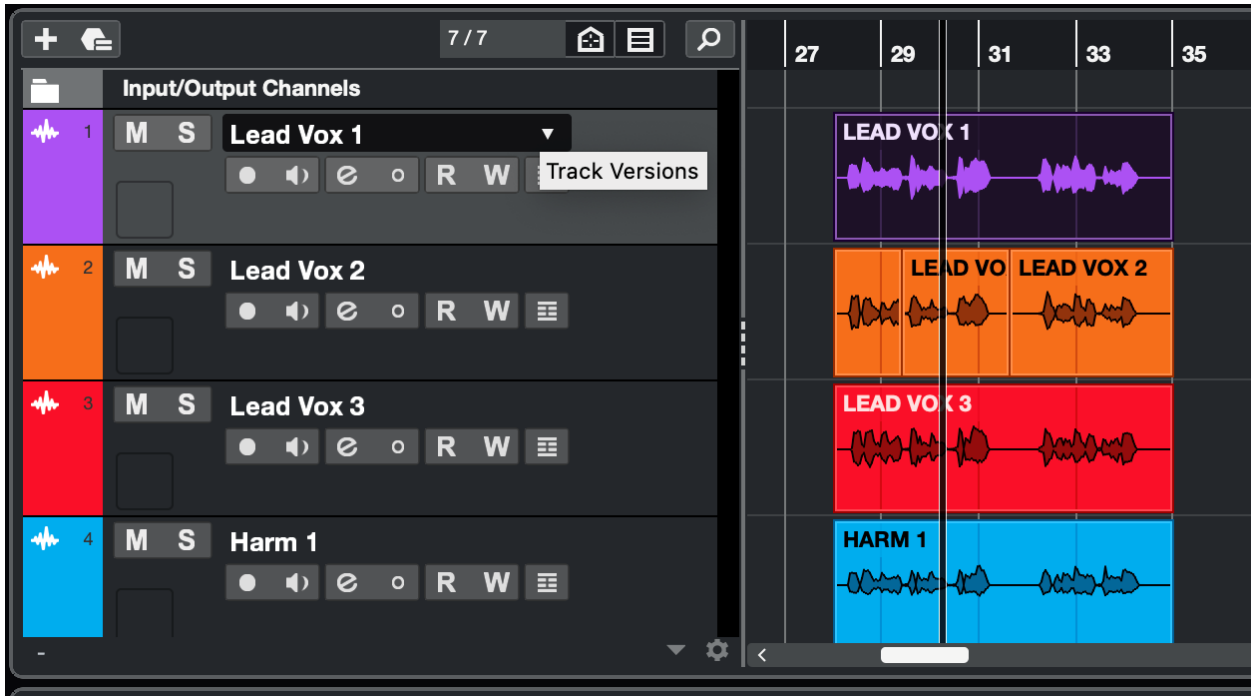 7 / 7
27 29 31 33 35
Input/Output Channels
1 M S Lead Vox 1
R W
Track Versions
LEAD VOX 1
2 M S Lead Vox 2
R W
LEAD VO LEAD VOX 2
3 M S Lead Vox 3
R W
LEAD VOX 3
4 M S Harm 1
R W
HARM 1
-